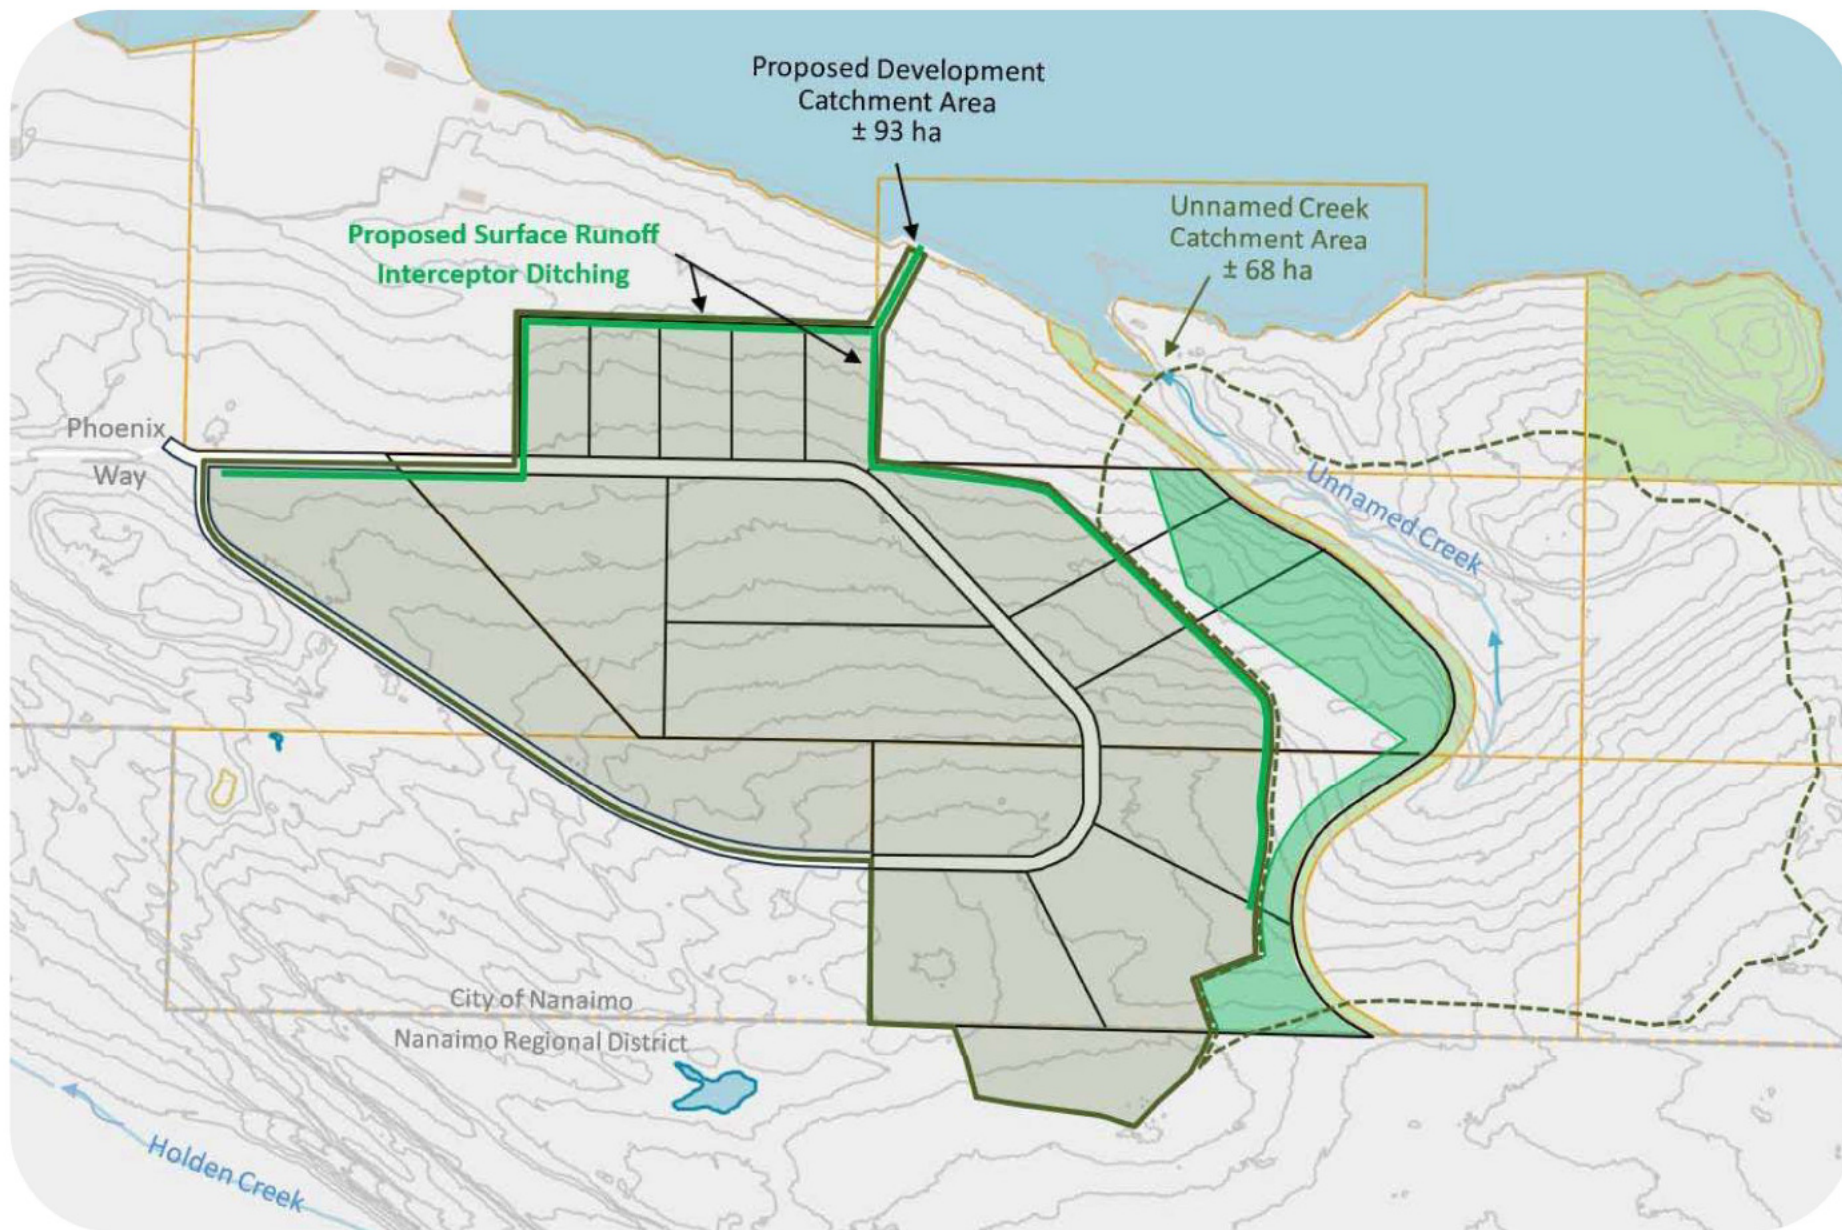 Proposed Development
Catchment Area
± 93 ha
Unnamed Creek
Catchment Area
± 68 ha
Proposed Surface Runoff
Interceptor Ditching
Phoenix
Way
Unnamed Creek
City of Nanaimo
Nanaimo Regional District
Holden Creek